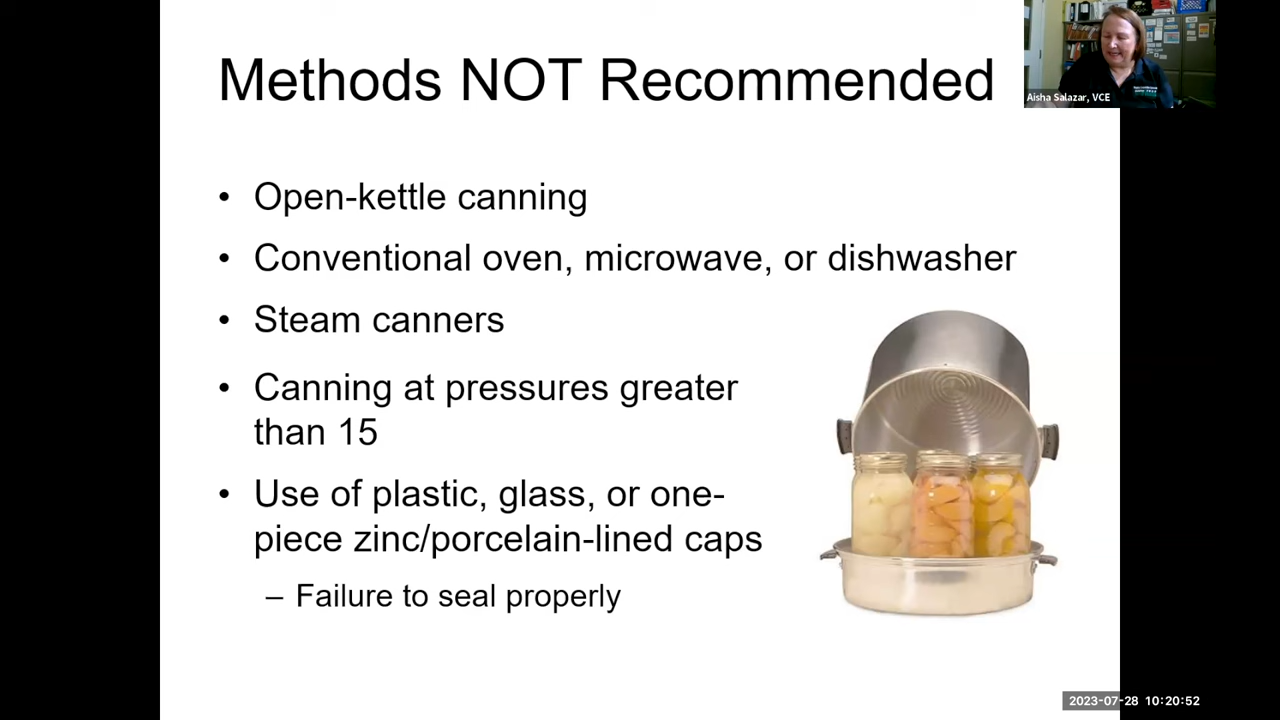 Methods NOT Recommended
Aisha Salazar, VCE
• Open-kettle canning
• Conventional oven, microwave, or dishwasher
• Steam canners
• Canning at pressures greater
than 15
• Use of plastic, glass, or one-
piece zinc/porcelain-lined caps
– Failure to seal properly
2023-07-28 10:20:52